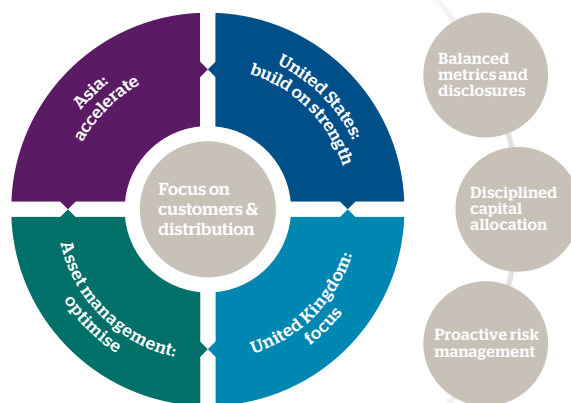 Asia:
accelerate
United States:
build on strength
Focus on
customers &
distribution
Asset management:
optimise
United Kingdom:
focus
Balanced
metrics and
disclosures
Disciplined
capital
allocation
Proactive risk
management